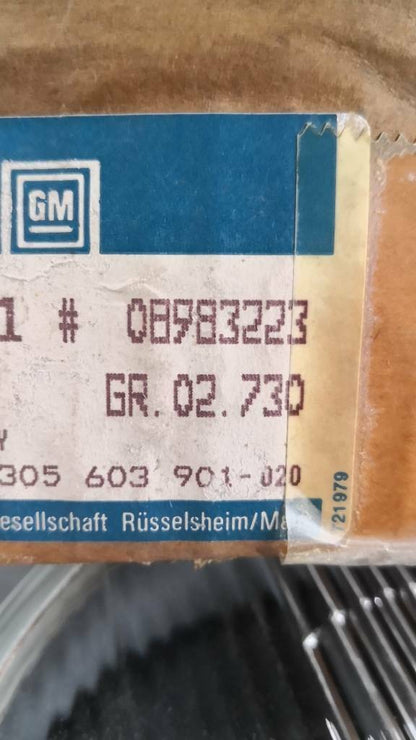 GM
1 # 08983223
GR.02.730
Y
305 603 901-020
esellschaft Rüsselsheim/Ma
21979